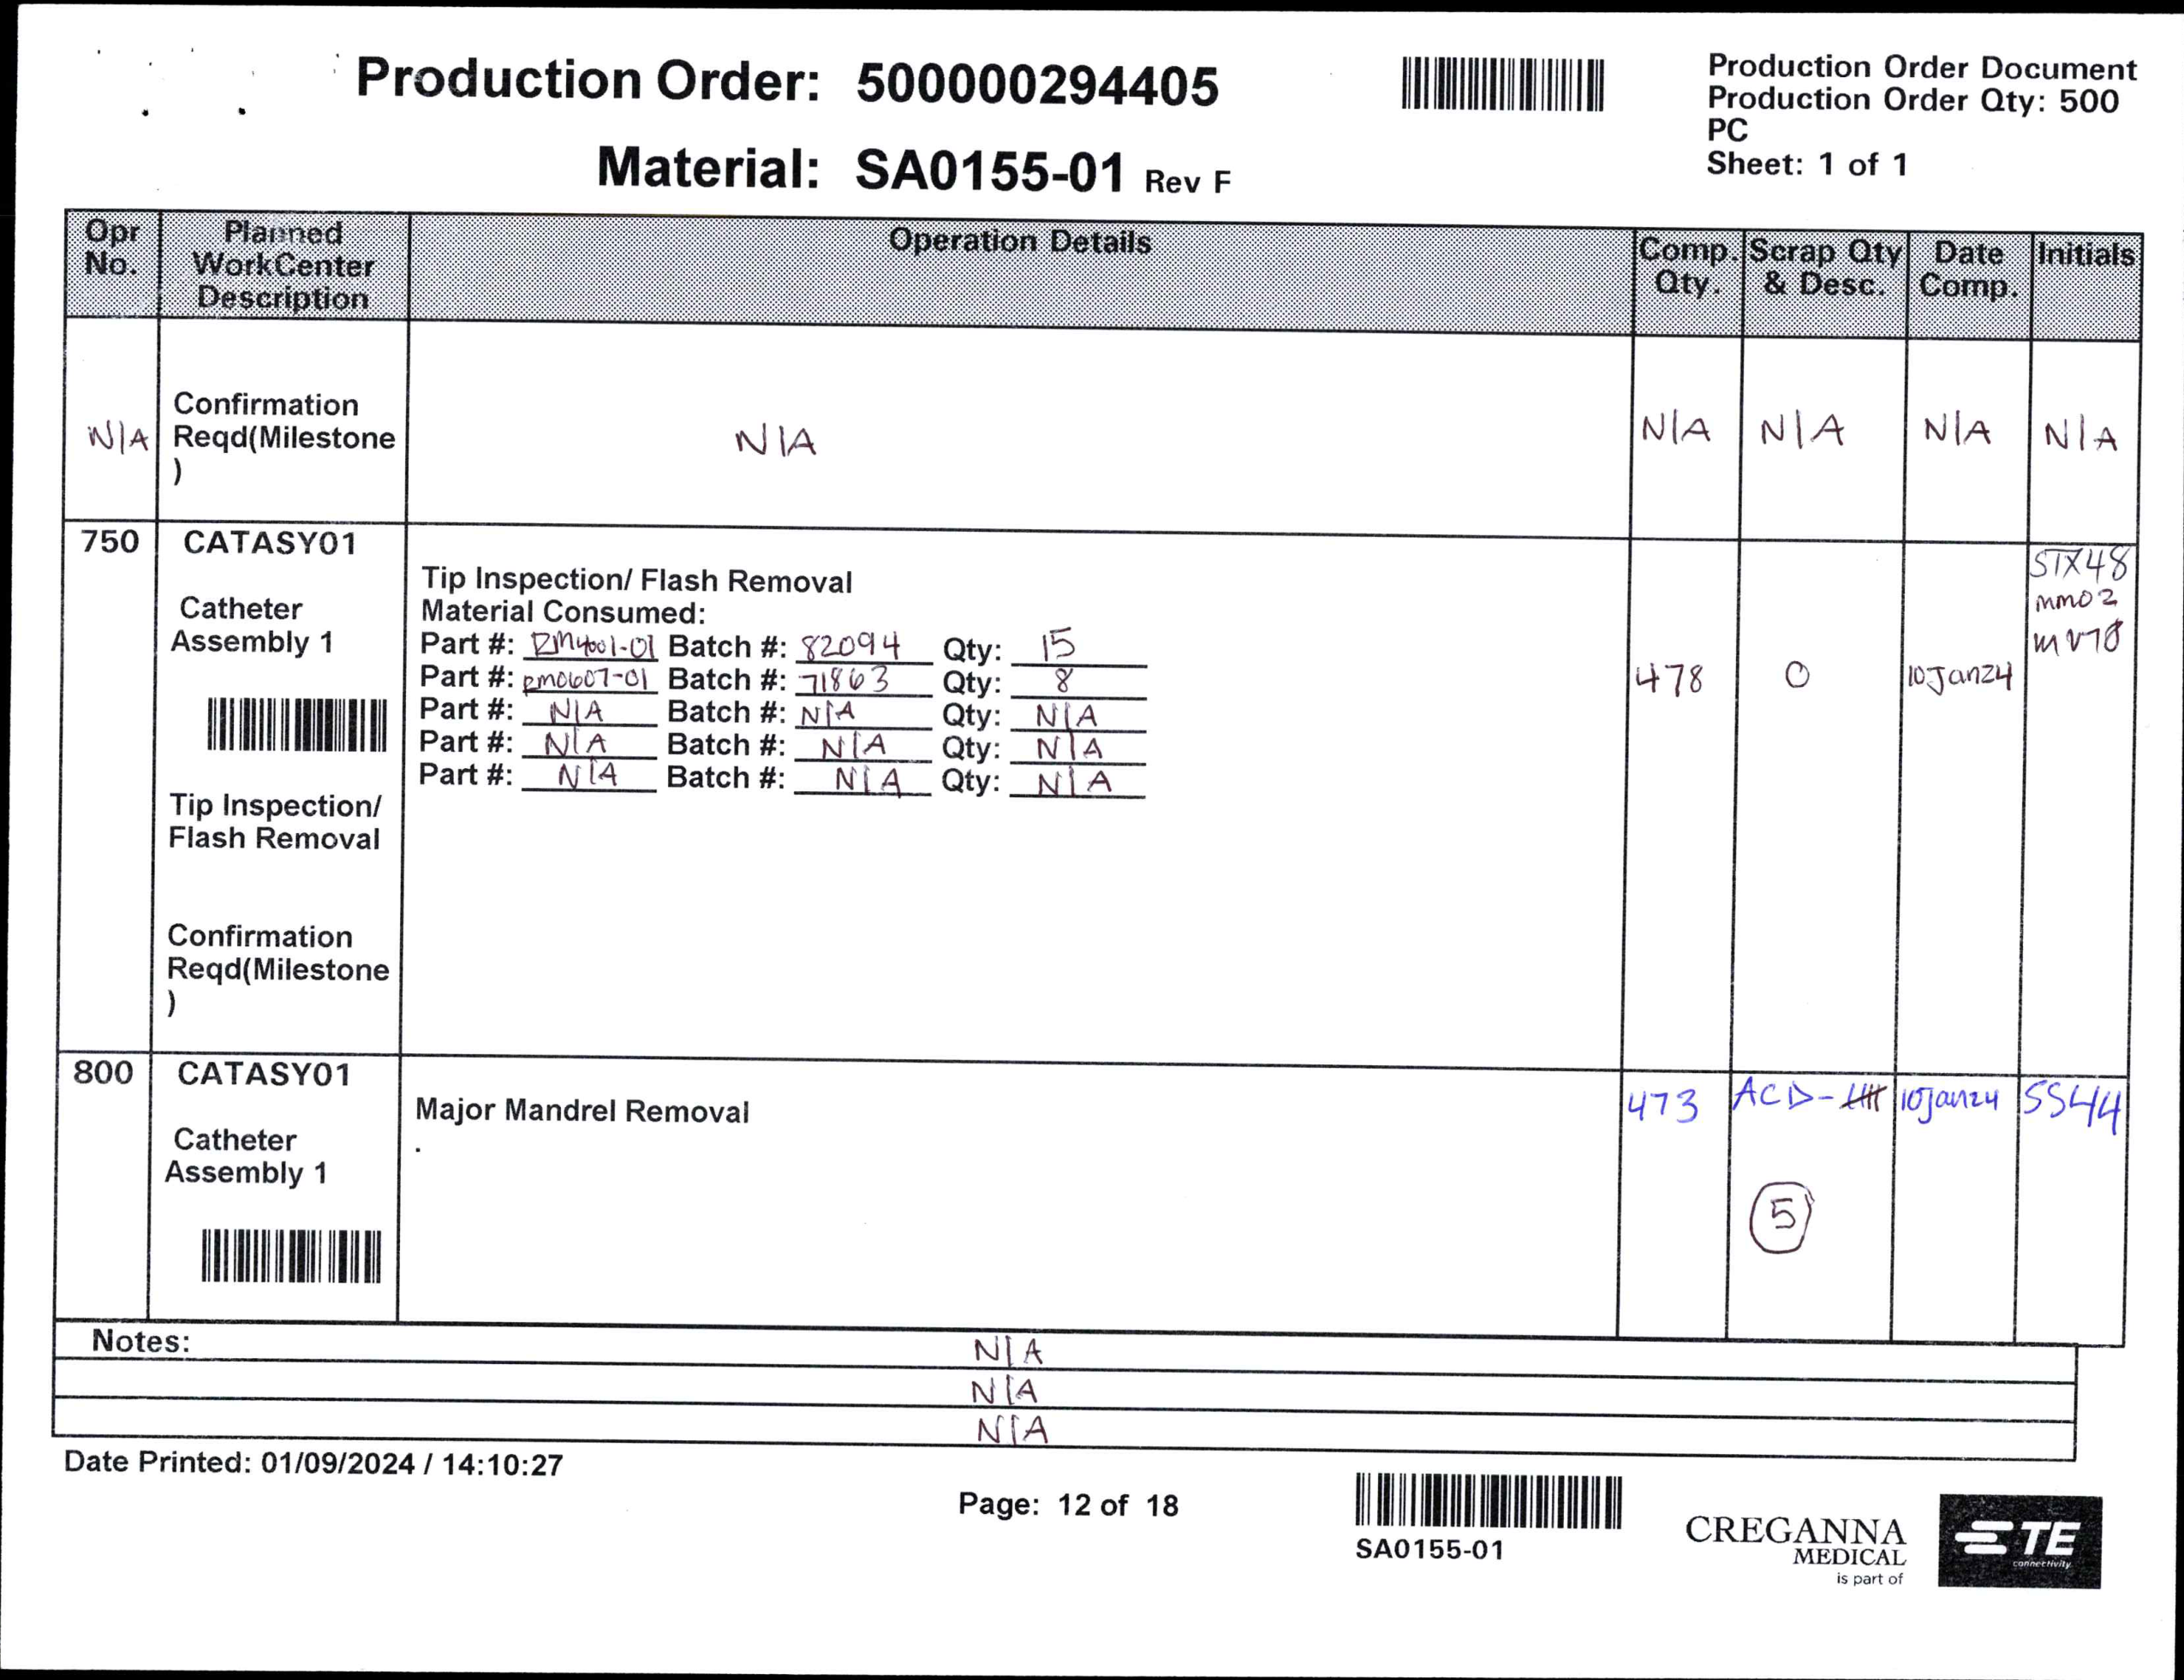 Production Order: 500000294405
Production Order Document
Production Order Qty: 500
PC
Sheet: 1 of 1
Material: SA0155-01 Rev F
Opr No. Planned WorkCenter Description Operation Details Comp. Qty. Scrap Qty & Desc. Date Comp. Initials
N/A Confirmation Reqd(Milestone ) N/A N/A N/A N/A N/A
750 CATASY01
Catheter
Assembly 1
Tip Inspection/
Flash Removal
Confirmation
Reqd(Milestone
)
Tip Inspection/ Flash Removal
Material Consumed:
Part #: RM4001-01 Batch #: 82094 Qty: 15
Part #: RM0607-01 Batch #: 71863 Qty: 8
Part #: N/A Batch #: N/A Qty: N/A
Part #: N/A Batch #: N/A Qty: N/A
Part #: N/A Batch #: N/A Qty: N/A
478 0 10Jan24
STX48
mm02
mv78
800 CATASY01
Catheter
Assembly 1
Major Mandrel Removal
.
473 ACD- 10Jan24 SS44
5
Notes: N/A
N/A
N/A
Date Printed: 01/09/2024 / 14:10:27
Page: 12 of 18
SA0155-01
CREGANNA
MEDICAL
is part of
TE
connectivity